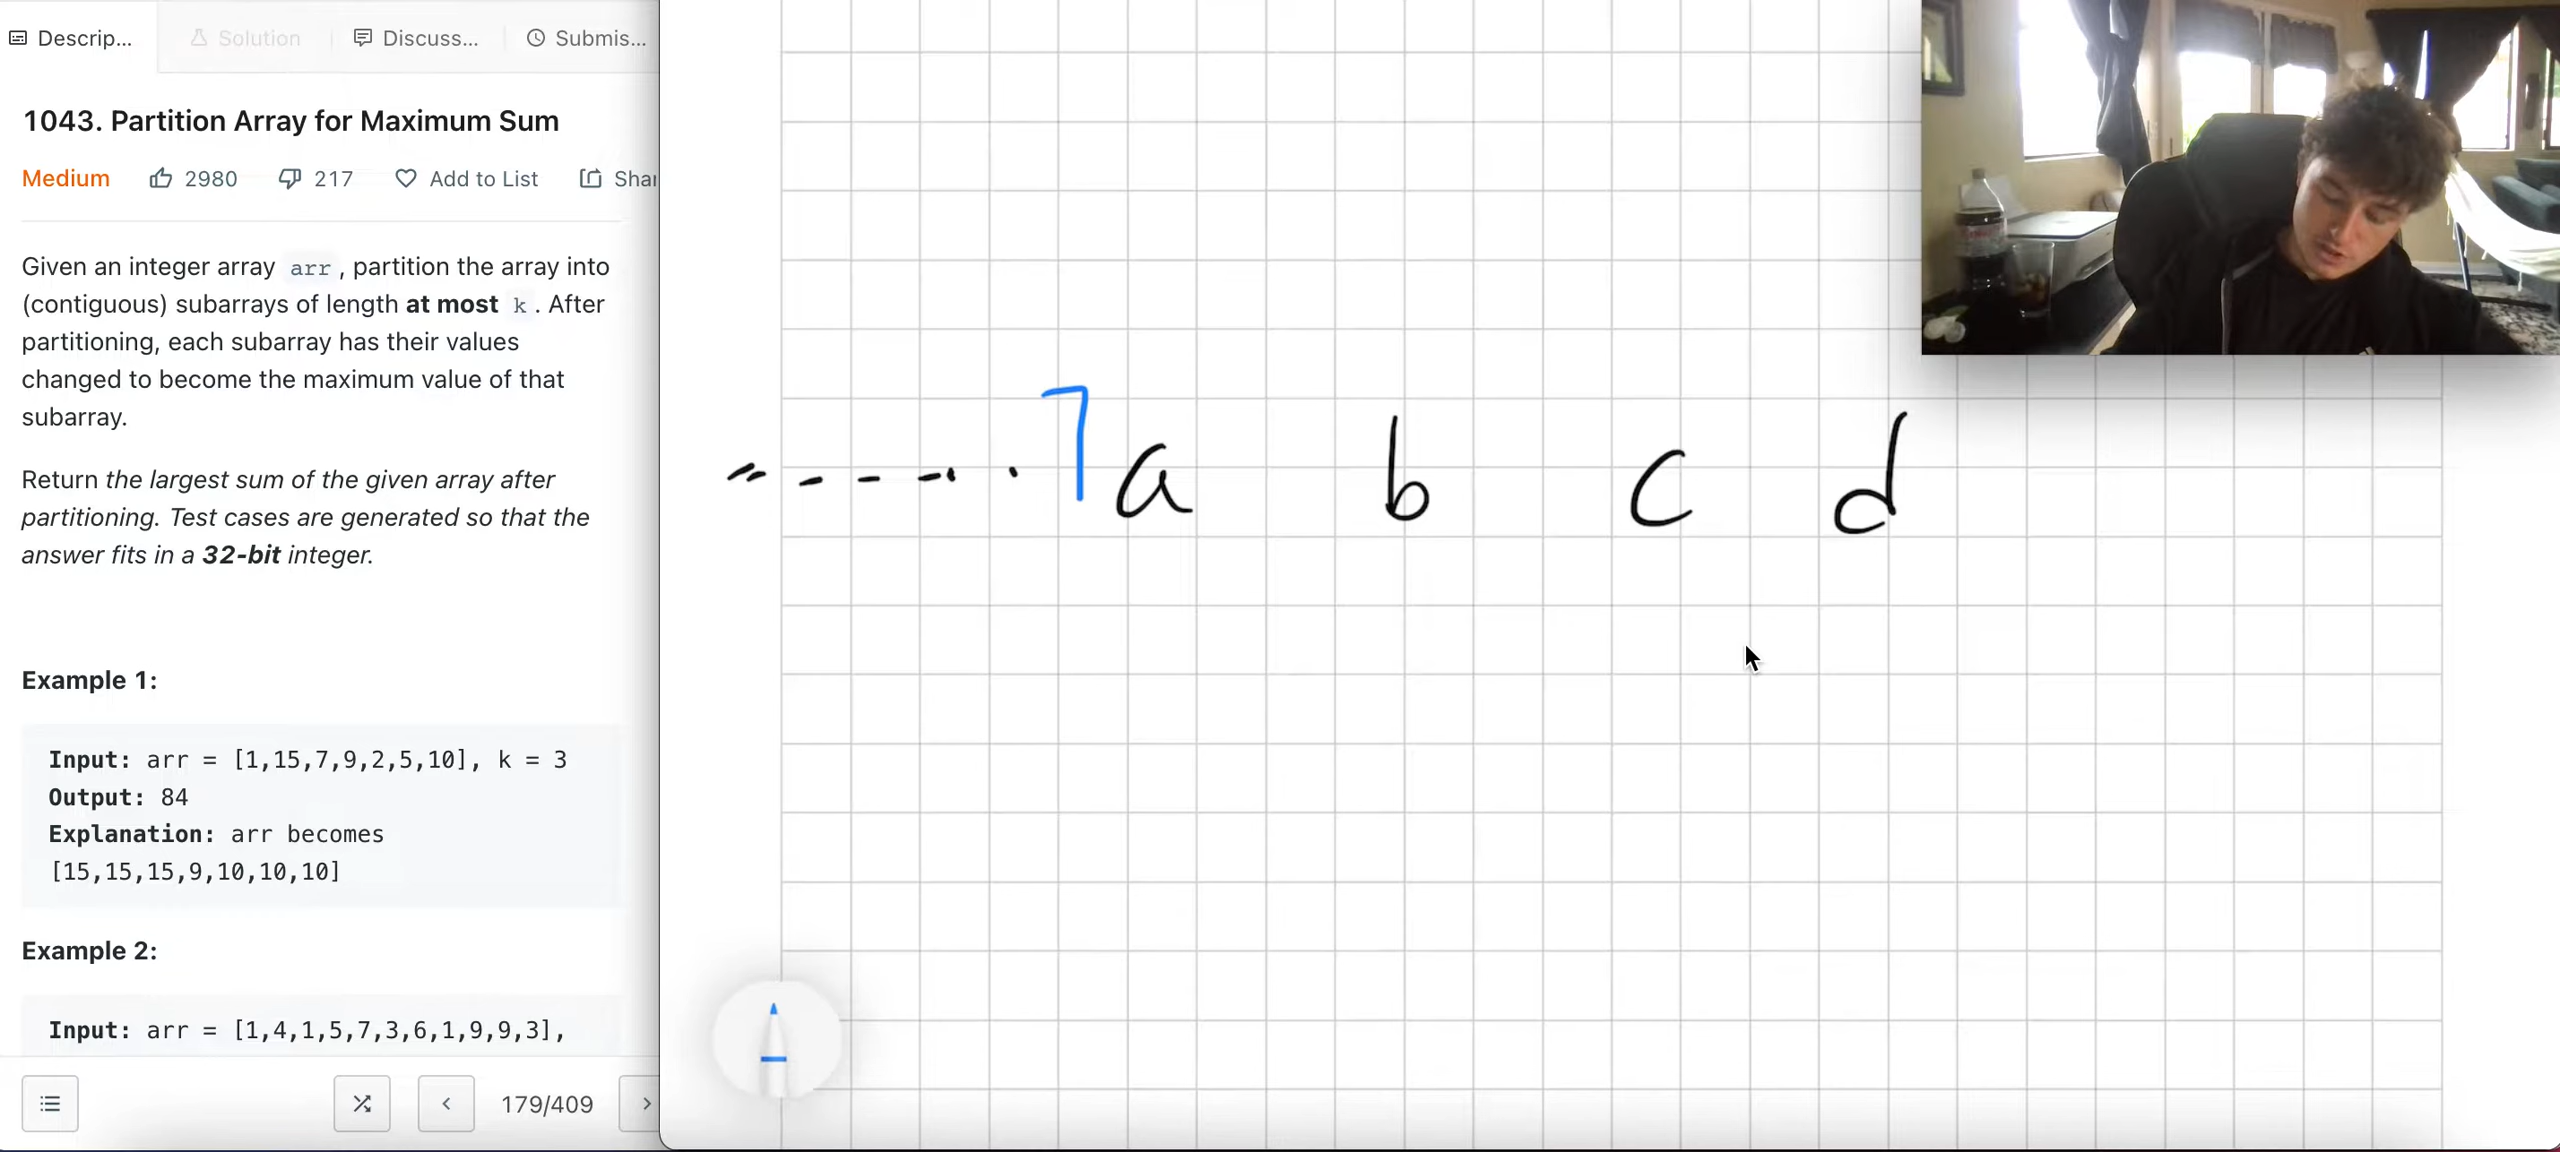 Descrip...
Solution
Discuss...
Submis...
1043. Partition Array for Maximum Sum
Medium 2980 217 Add to List Shar
Given an integer array arr , partition the array into
(contiguous) subarrays of length at most k . After
partitioning, each subarray has their values
changed to become the maximum value of that
subarray.
Return the largest sum of the given array after
partitioning. Test cases are generated so that the
answer fits in a 32-bit integer.
Example 1:
Input: arr = [1,15,7,9,2,5,10], k = 3
Output: 84
Explanation: arr becomes
[15,15,15,9,10,10,10]
Example 2:
Input: arr = [1,4,1,5,7,3,6,1,9,9,3],
179/409
a b c d